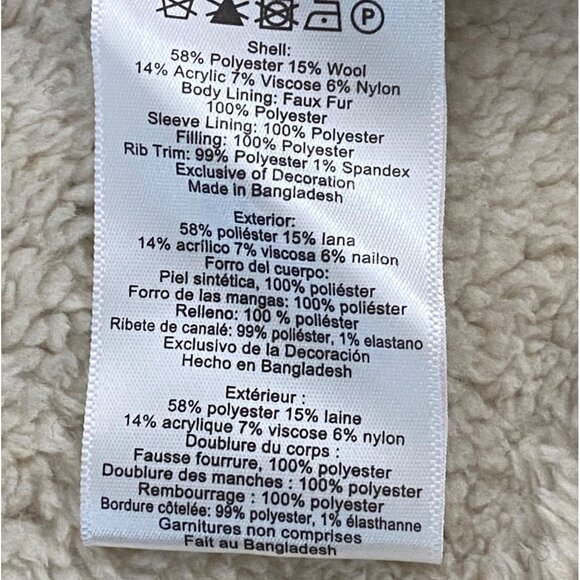 P
Shell:
58% Polyester 15% Wool
14% Acrylic 7% Viscose 6% Nylon
Body Lining: Faux Fur
100% Polyester
Sleeve Lining: 100% Polyester
Filling: 100% Polyester
Rib Trim: 99% Polyester 1% Spandex
Exclusive of Decoration
Made in Bangladesh
Exterior:
58% poliéster 15% lana
14% acrílico 7% viscosa 6% nailon
Forro del cuerpo:
Piel sintética, 100% poliéster
Forro de las mangas: 100% poliéster
Relleno: 100 % poliéster
Ribete de canalé: 99% poliéster, 1% elastano
Exclusivo de la Decoración
Hecho en Bangladesh
Extérieur :
58% polyester 15% laine
14% acrylique 7% viscose 6% nylon
Doublure du corps :
Fausse fourrure, 100% polyester
Doublure des manches : 100% polyester
Rembourrage : 100% polyester
Bordure côtelée: 99% polyester, 1% élasthanne
Garnitures non comprises
Fait au Bangladesh